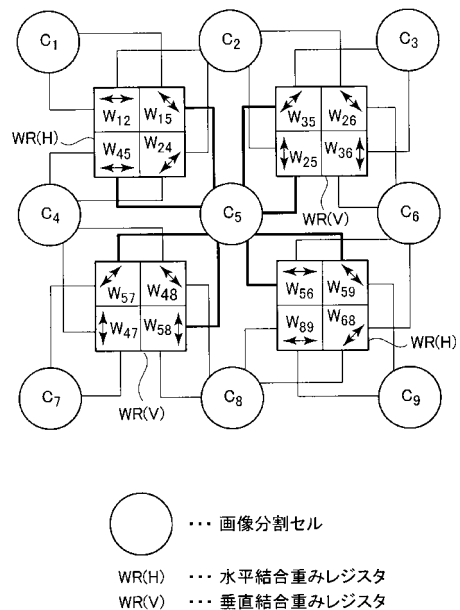 C1 C2 C3
W12 W15 W35 W26
WR(H) W45 W24 W25 W36
WR(V)
C4 C5 C6
W57 W48 W56 W59
W47 W58 W89 W68
WR(H)
C7 WR(V) C8 C9
・・・ 画像分割セル
WR(H) ・・・ 水平結合重みレジスタ
WR(V) ・・・ 垂直結合重みレジスタ